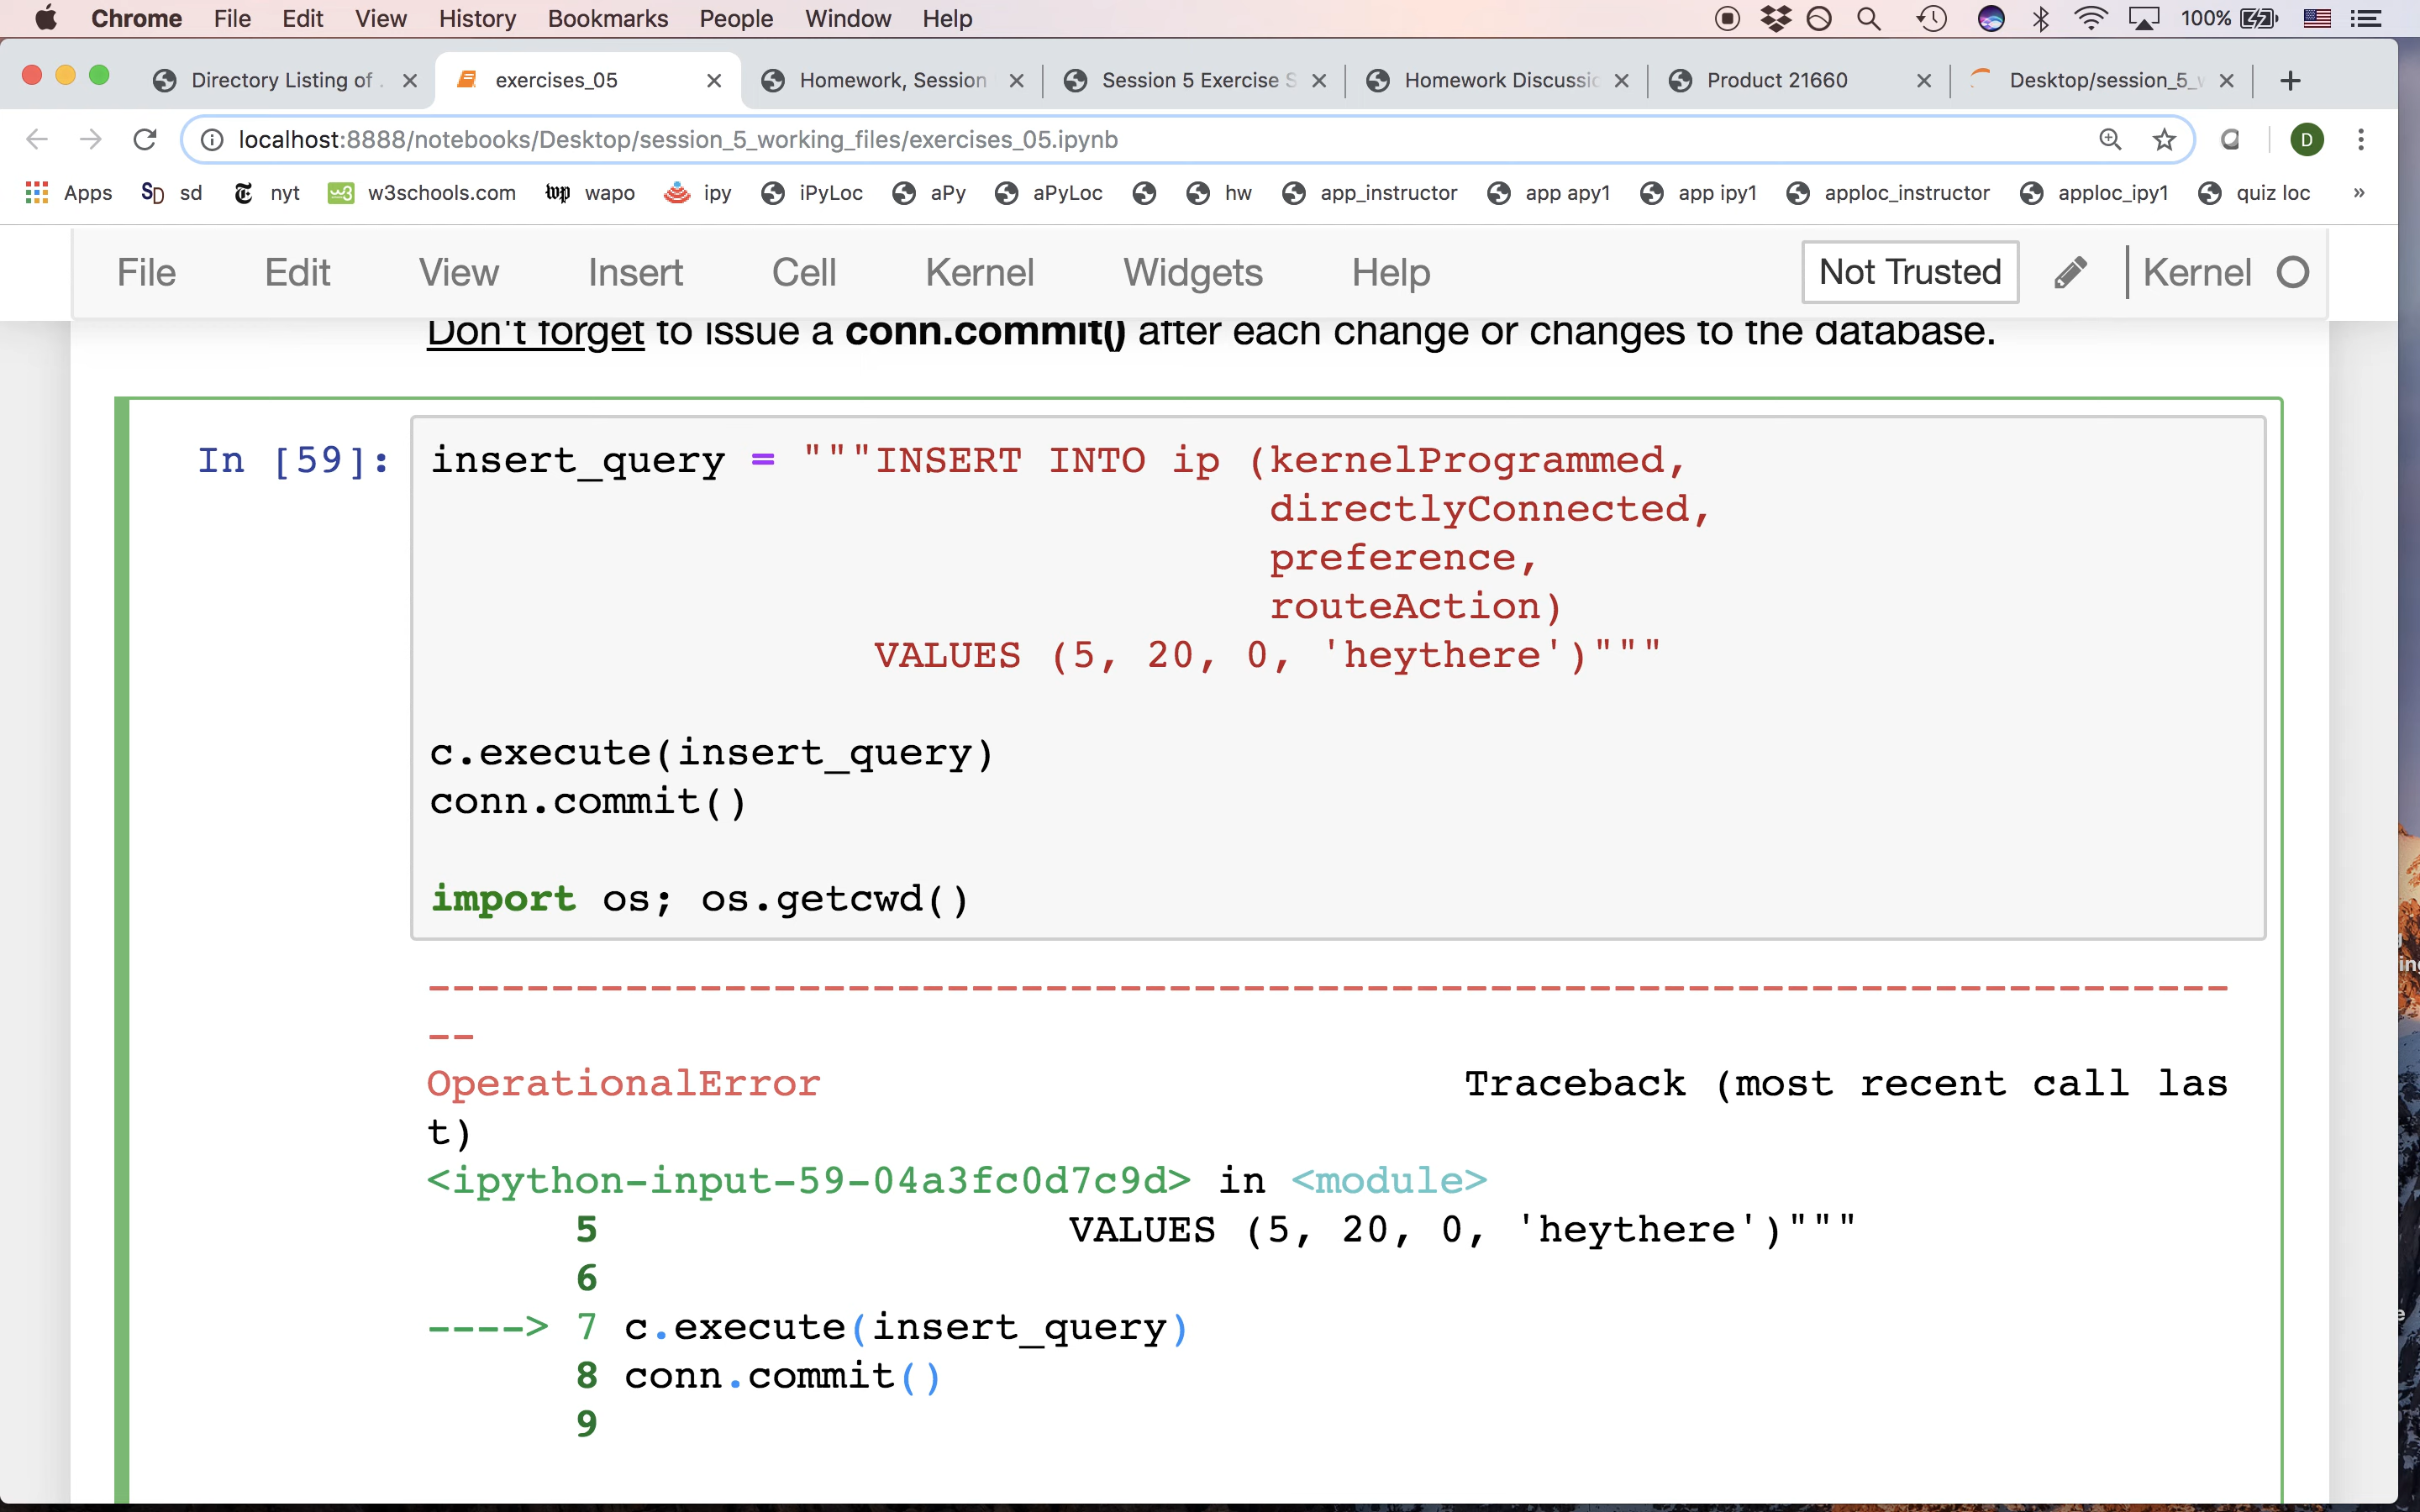 Chrome File Edit View History Bookmarks People Window Help 100%
Directory Listing of exercises_05 Homework, Session Session 5 Exercise S Homework Discussic Product 21660 Desktop/session_5_
localhost:8888/notebooks/Desktop/session_5_working_files/exercises_05.ipynb D
Apps SD sd nyt w3 w3schools.com wp wapo ipy iPyLoc aPy aPyLoc hw app_instructor app apy1 app ipy1 apploc_instructor apploc_ipy1 quiz loc »
File Edit View Insert Cell Kernel Widgets Help Not Trusted Kernel
Don't forget to issue a conn.commit() after each change or changes to the database.
In [59]: insert_query = """INSERT INTO ip (kernelProgrammed,
directlyConnected,
preference,
routeAction)
VALUES (5, 20, 0, 'heythere')"""
c.execute(insert_query)
conn.commit()
import os; os.getcwd()
---------------------------------------------------------------------------
--
OperationalError Traceback (most recent call las
t)
<ipython-input-59-04a3fc0d7c9d> in <module>
5 VALUES (5, 20, 0, 'heythere')"""
6
----> 7 c.execute(insert_query)
8 conn.commit()
9